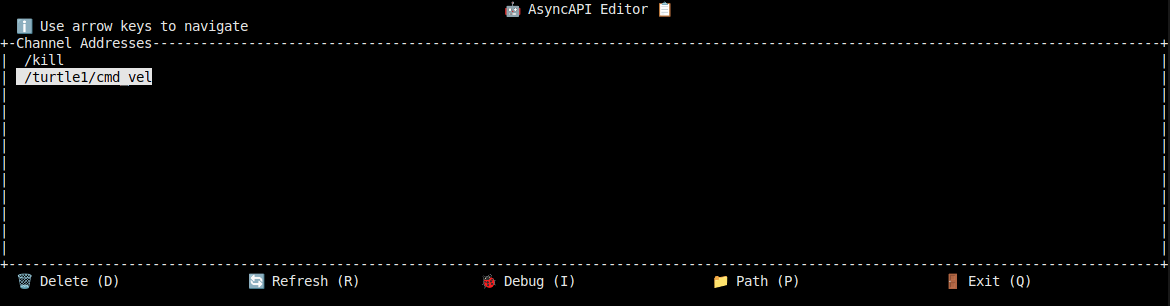 🤖 AsyncAPI Editor 📋
ℹ️ Use arrow keys to navigate
Channel Addresses
/kill
/turtle1/cmd_vel
🗑️ Delete (D) 🔄 Refresh (R) 🐞 Debug (I) 📁 Path (P) 🚪 Exit (Q)